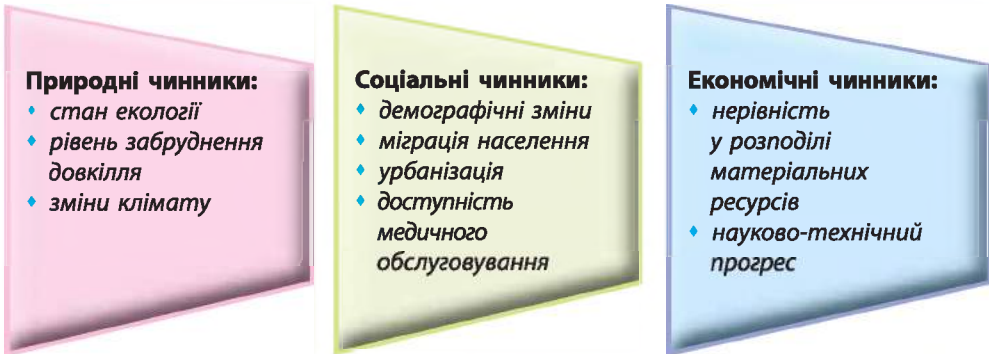 Природні чинники:
• стан екології
• рівень забруднення
довкілля
• зміни клімату
Соціальні чинники:
• демографічні зміни
• міграція населення
• урбанізація
• доступність
медичного
обслуговування
Економічні чинники:
• нерівність
у розподілі
матеріальних
ресурсів
• науково-технічний
прогрес